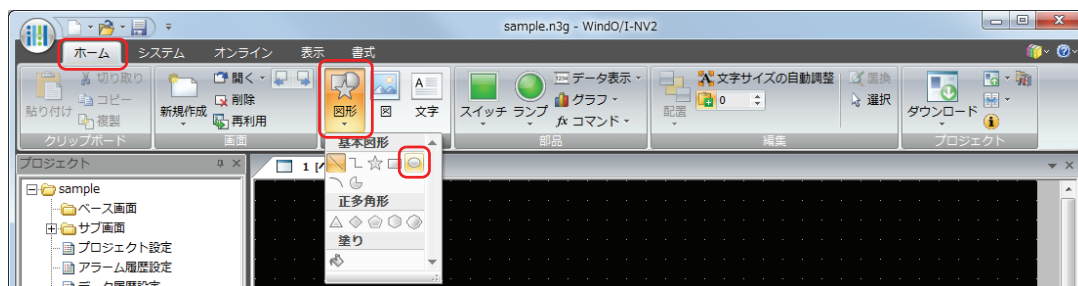 sample.n3g - WindO/I-NV2
ホーム システム オンライン 表示 書式
貼り付け 切り取り コピー 複製
クリップボード
新規作成 開く 削除 再利用
画面
図形 図 文字
スイッチ ランプ データ表示 グラフ fx コマンド
部品
配置 文字サイズの自動調整 0 置換 選択
編集
ダウンロード
プロジェクト
基本図形
正多角形
塗り
プロジェクト
sample
ベース画面
サブ画面
プロジェクト設定
アラーム履歴設定
データ履歴設定
1